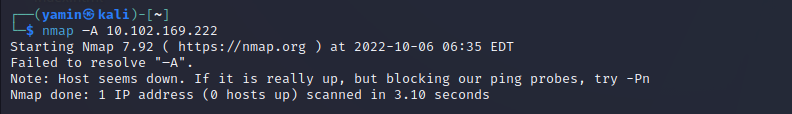 ┌──(yamin㉿kali)-[~]
└─$ nmap –A 10.102.169.222
Starting Nmap 7.92 ( https://nmap.org ) at 2022-10-06 06:35 EDT
Failed to resolve "–A".
Note: Host seems down. If it is really up, but blocking our ping probes, try -Pn
Nmap done: 1 IP address (0 hosts up) scanned in 3.10 seconds